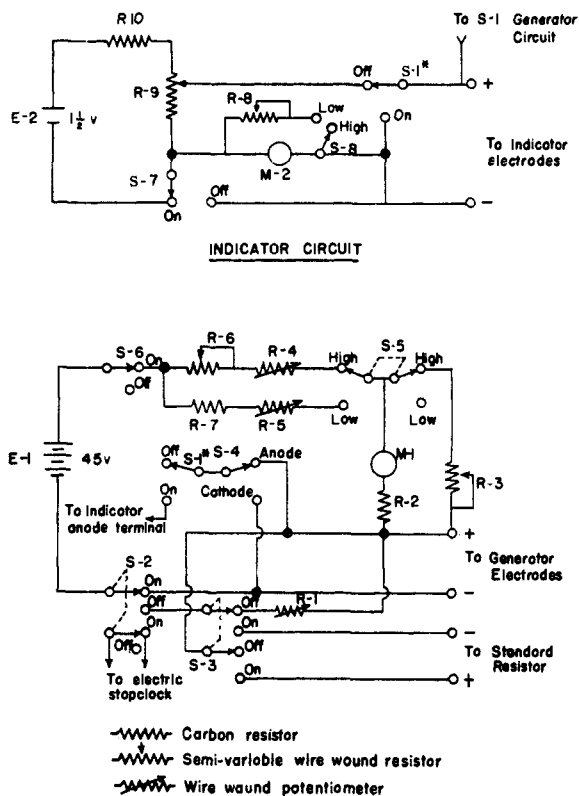 R10
To S-1 Generator
Circuit
Off S-1* +
R-9
R-8
Low
High
On
E-2 1½ v
To Indicator
electrodes
S-8
M-2
S-7
On
Off
-
INDICATOR CIRCUIT
S-6 On
Off
R-6
R-4
High
S-5
High
R-7
R-5
Low
Low
E-1 45v
Off
S-1* S-4 Anode
M-1
R-2
R-3
On
Cathode
To Indicator
anode terminal
+
To Generator
Electrodes
S-2
On
-
Off
Off
R-1
On
-
Off
S-3
Off
To Standard
Resistor
To electric
stopclock
On
+
Carbon resistor
Semi-variable wire wound resistor
Wire wound potentiometer